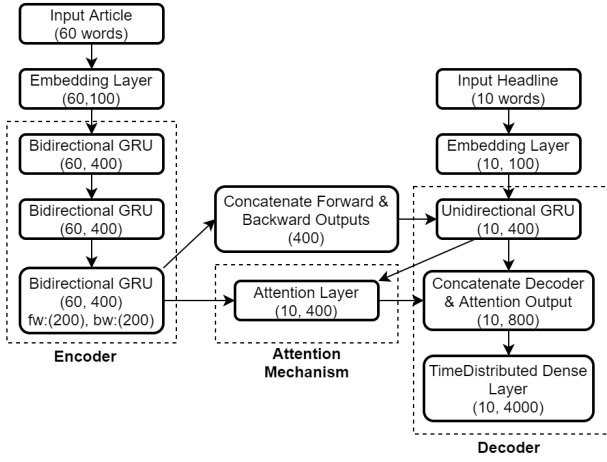 Input Article
(60 words)
Embedding Layer
(60,100)
Bidirectional GRU
(60, 400)
Bidirectional GRU
(60, 400)
Bidirectional GRU
(60, 400)
fw:(200), bw:(200)
Encoder
Concatenate Forward &
Backward Outputs
(400)
Attention Layer
(10, 400)
Attention
Mechanism
Input Headline
(10 words)
Embedding Layer
(10, 100)
Unidirectional GRU
(10, 400)
Concatenate Decoder
& Attention Output
(10, 800)
TimeDistributed Dense
Layer
(10, 4000)
Decoder